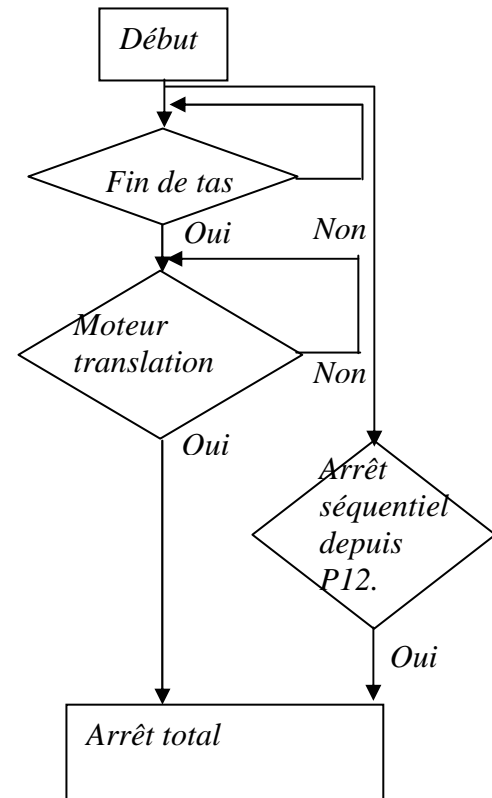 Début
Fin de tas
Oui
Non
Moteur
translation
Non
Oui
Arrêt
séquentiel
depuis
P12.
Oui
Arrêt total